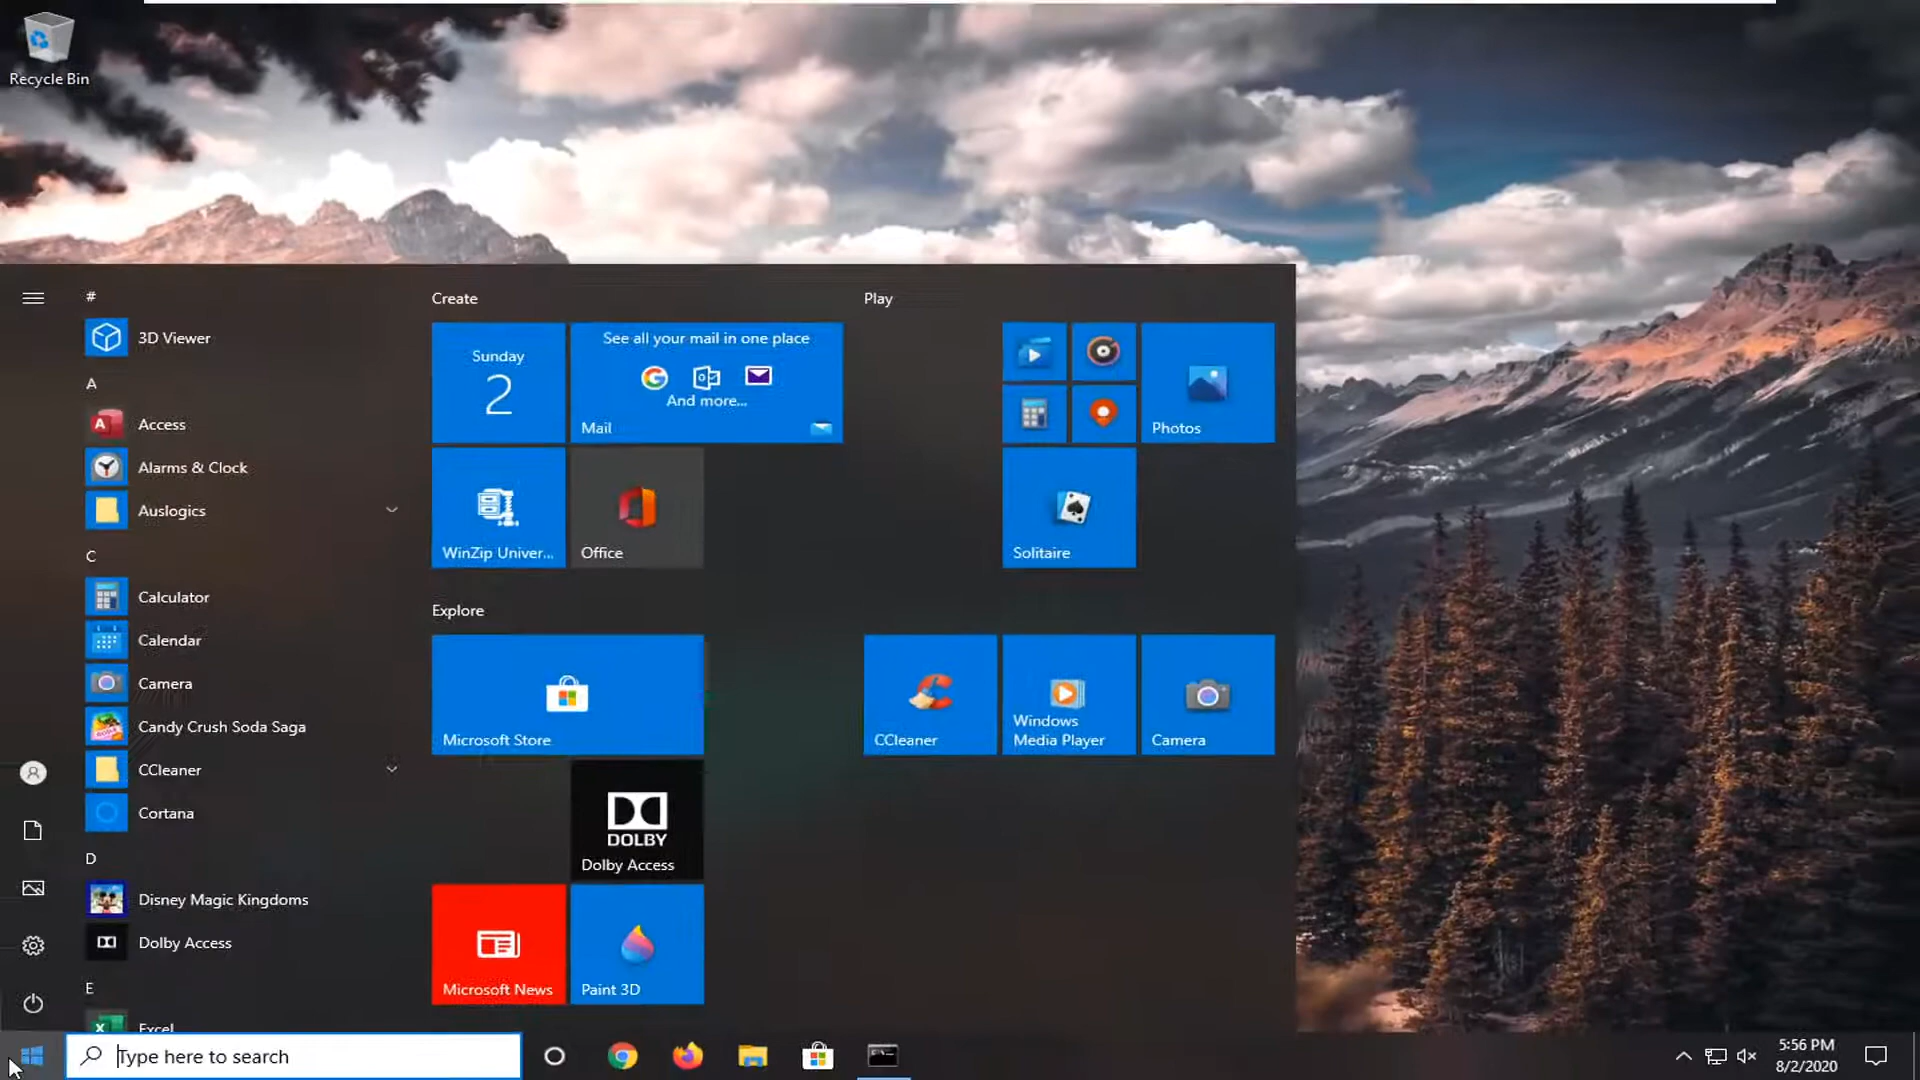 Recycle Bin
#
3D Viewer
A
Access
Alarms & Clock
Auslogics
C
Calculator
Calendar
Camera
Candy Crush Soda Saga
CCleaner
Cortana
D
Disney Magic Kingdoms
Dolby Access
E
Excel
Create
Sunday
2
See all your mail in one place
And more...
Mail
WinZip Univer...
Office
Explore
Microsoft Store
DOLBY
Dolby Access
Microsoft News
Paint 3D
Play
Photos
Solitaire
CCleaner
Windows
Media Player
Camera
Type here to search
5:56 PM
8/2/2020